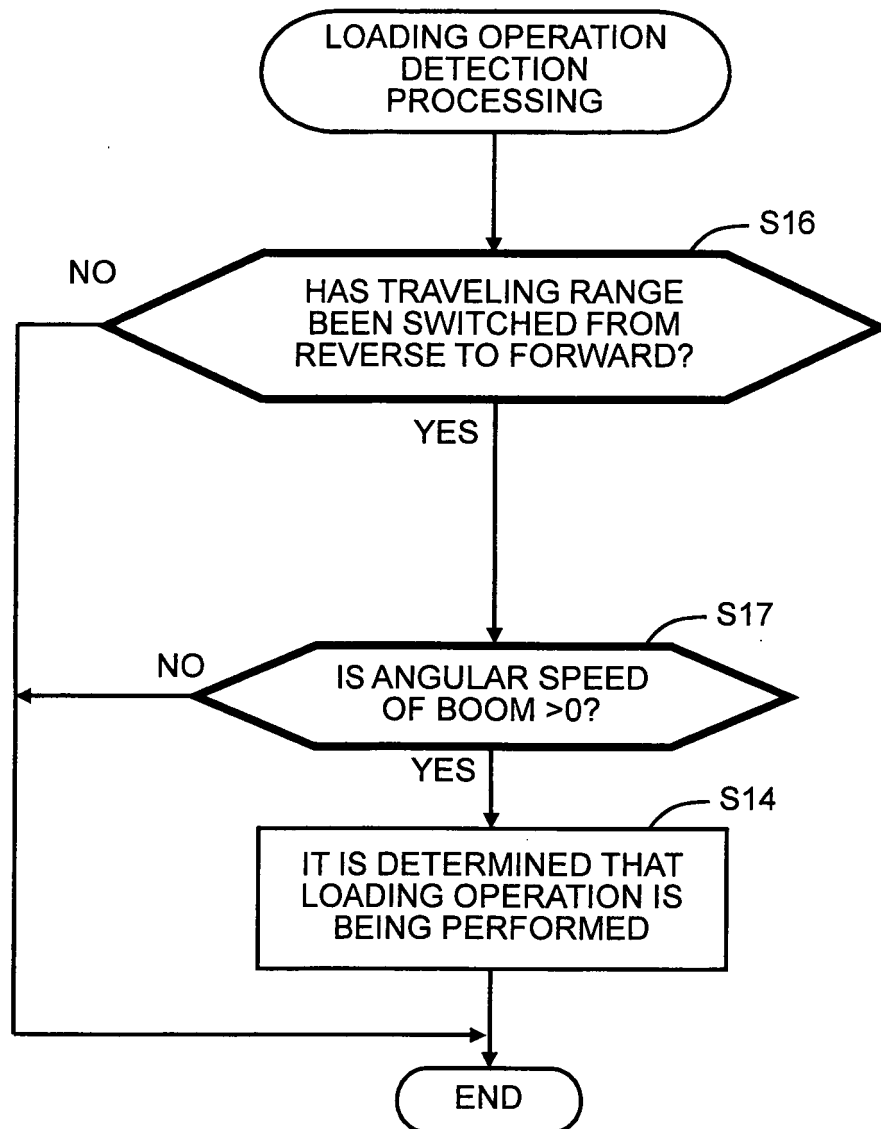 LOADING OPERATION
DETECTION
PROCESSING
S16
NO
HAS TRAVELING RANGE
BEEN SWITCHED FROM
REVERSE TO FORWARD?
YES
S17
NO
IS ANGULAR SPEED
OF BOOM >0?
YES
S14
IT IS DETERMINED THAT
LOADING OPERATION IS
BEING PERFORMED
END